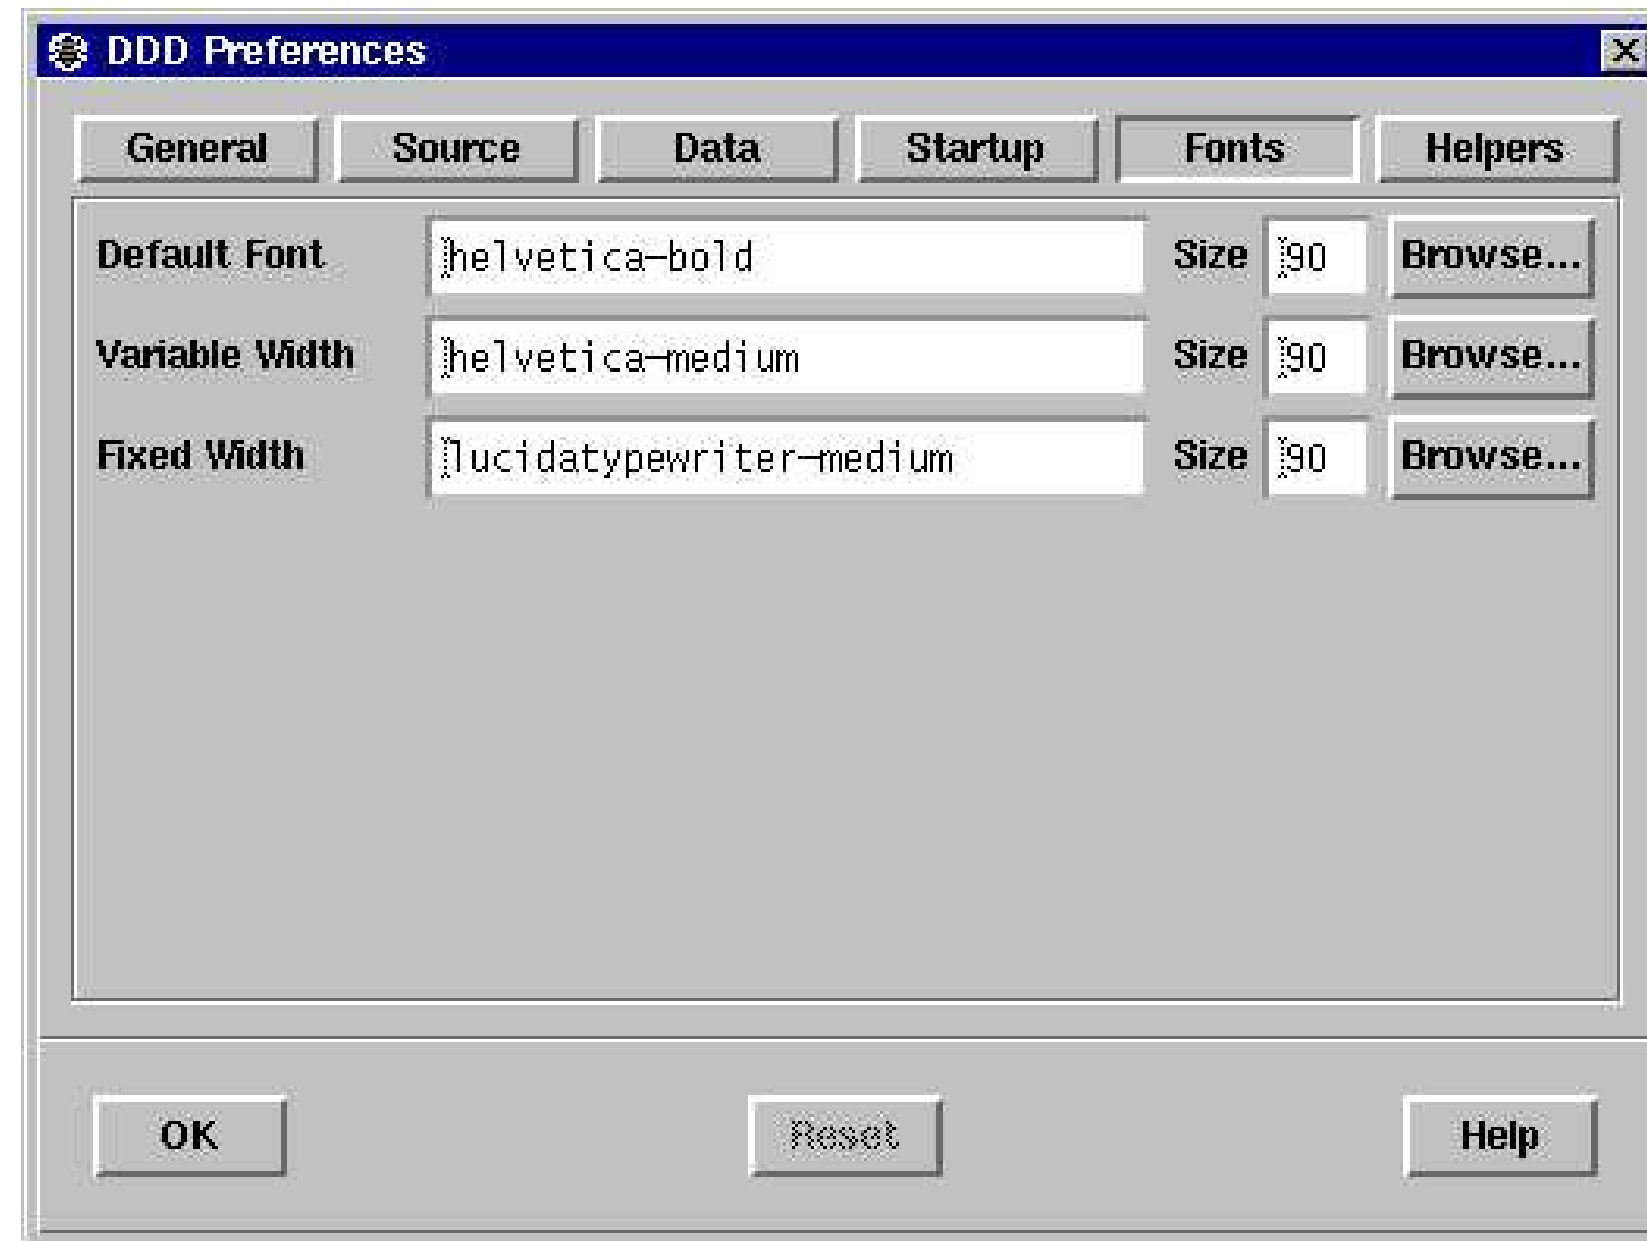 DDD Preferences
General Source Data Startup Fonts Helpers
Default Font helvetica-bold Size 90 Browse...
Variable Width helvetica-medium Size 90 Browse...
Fixed Width lucidatypewriter-medium Size 90 Browse...
OK Reset Help